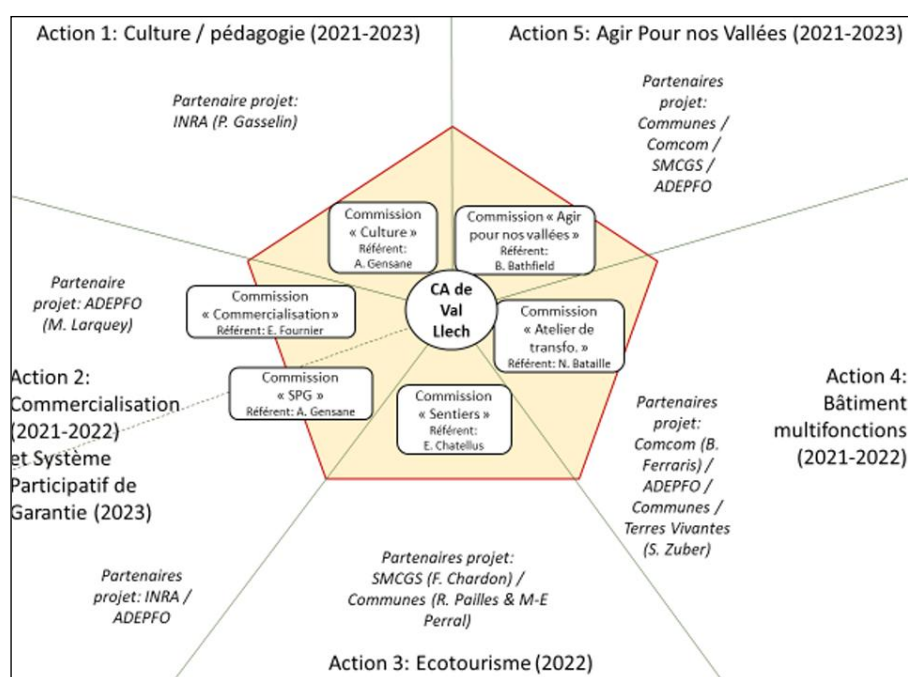 Action 1: Culture / pédagogie (2021-2023)
Action 5: Agir Pour nos Vallées (2021-2023)
Partenaire projet:
INRA (P. Gasselin)
Partenaires
projet:
Communes /
Comcom /
SMCGS /
ADEPFO
Commission
« Culture »
Référent:
A. Gensane
Commission « Agir
pour nos vallées »
Référent:
B. Bathfield
Partenaire
projet: ADEPFO
(M. Larquey)
Commission
« Commercialisation »
Référent: E. Fournier
CA de
Val
Llech
Commission
« Atelier de
transfo. »
Référent: N. Bataille
Action 2:
Commercialisation
(2021-2022)
et Système
Participatif de
Garantie (2023)
Commission
« SPG »
Référent: A. Gensane
Commission
« Sentiers »
Référent:
E. Chatellus
Action 4:
Bâtiment
multifonctions
(2021-2022)
Partenaires
projet:
Comcom (B.
Ferraris) /
ADEPFO /
Communes /
Terres Vivantes
(S. Zuber)
Partenaires
projet: INRA /
ADEPFO
Partenaires projet:
SMCGS (F. Chardon) /
Communes (R. Pailles & M-E
Perral)
Action 3: Ecotourisme (2022)